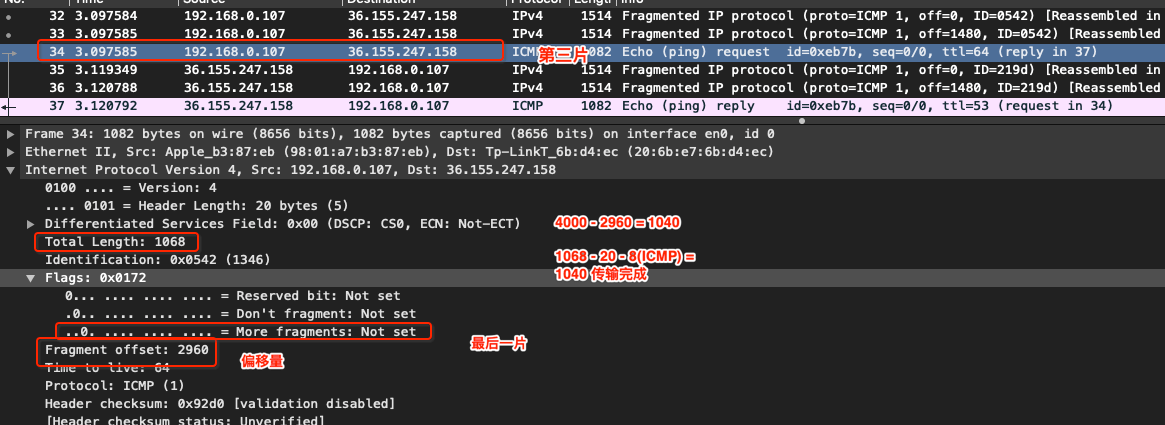 No. Time Source Destination Protocol Length Info
32 3.097584 192.168.0.107 36.155.247.158 IPv4 1514 Fragmented IP protocol (proto=ICMP 1, off=0, ID=0542) [Reassembled in
33 3.097585 192.168.0.107 36.155.247.158 IPv4 1514 Fragmented IP protocol (proto=ICMP 1, off=1480, ID=0542) [Reassembled
34 3.097585 192.168.0.107 36.155.247.158 ICMP 第三片 1082 Echo (ping) request id=0xeb7b, seq=0/0, ttl=64 (reply in 37)
35 3.119349 36.155.247.158 192.168.0.107 IPv4 1514 Fragmented IP protocol (proto=ICMP 1, off=0, ID=219d) [Reassembled in
36 3.120788 36.155.247.158 192.168.0.107 IPv4 1514 Fragmented IP protocol (proto=ICMP 1, off=1480, ID=219d) [Reassembled
37 3.120792 36.155.247.158 192.168.0.107 ICMP 1082 Echo (ping) reply id=0xeb7b, seq=0/0, ttl=53 (request in 34)
Frame 34: 1082 bytes on wire (8656 bits), 1082 bytes captured (8656 bits) on interface en0, id 0
Ethernet II, Src: Apple_b3:87:eb (98:01:a7:b3:87:eb), Dst: Tp-LinkT_6b:d4:ec (20:6b:e7:6b:d4:ec)
Internet Protocol Version 4, Src: 192.168.0.107, Dst: 36.155.247.158
0100 .... = Version: 4
.... 0101 = Header Length: 20 bytes (5)
Differentiated Services Field: 0x00 (DSCP: CS0, ECN: Not-ECT)
4000 - 2960 = 1040
Total Length: 1068
1068 - 20 - 8(ICMP) =
Identification: 0x0542 (1346)
1040 传输完成
Flags: 0x0172
0... .... .... .... = Reserved bit: Not set
.0.. .... .... .... = Don't fragment: Not set
..0. .... .... .... = More fragments: Not set
最后一片
Fragment offset: 2960
偏移量
Time to live: 64
Protocol: ICMP (1)
Header checksum: 0x92d0 [validation disabled]
[Header checksum status: Unverified]